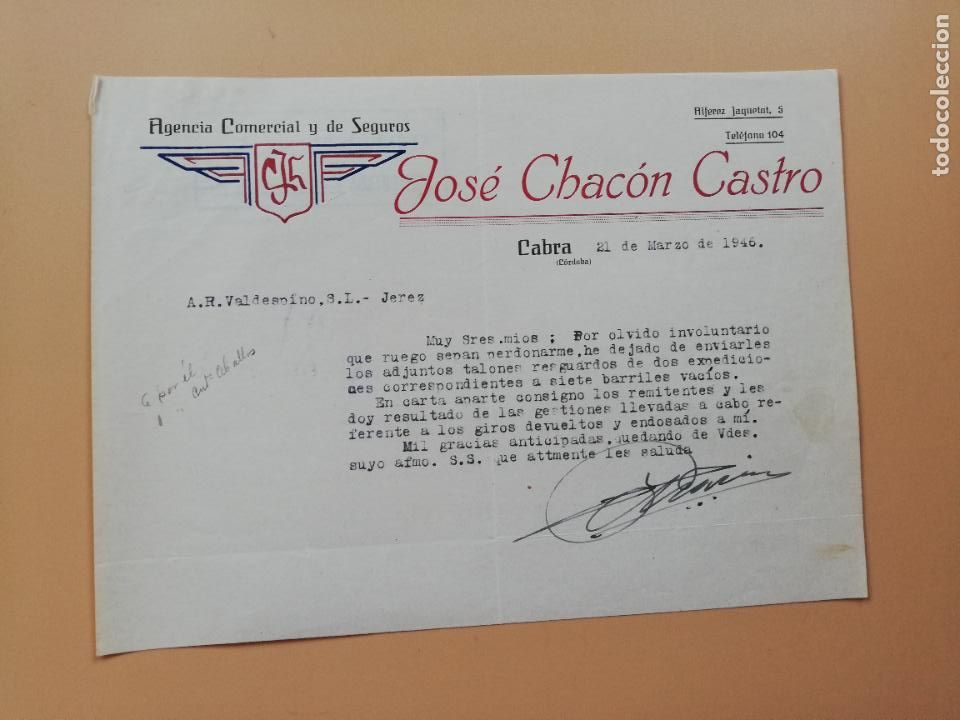 Agencia Comercial y de Seguros
Alferez Jaquotot, 5
Teléfono 104
José Chacón Castro
Cabra 21 de Marzo de 1946.
(Córdoba)
A.R.Valdespino,S.L.- Jerez
Muy Sres.mios ; Por olvido involuntario
que ruego sepan perdonarme,he dejado de enviarles
los adjuntos talones resguardos de dos expedicio-
nes correspondientes a siete barriles vacíos.
En carta aparte consigno los remitentes y les
doy resultado de las gestiones llevadas a cabo re-
ferente a los giros devueltos y endosados a mí.
Mil gracias anticipadas,quedando de Vdes.
suyo afmo. S.S. que attmente les saluda
todocoleccion